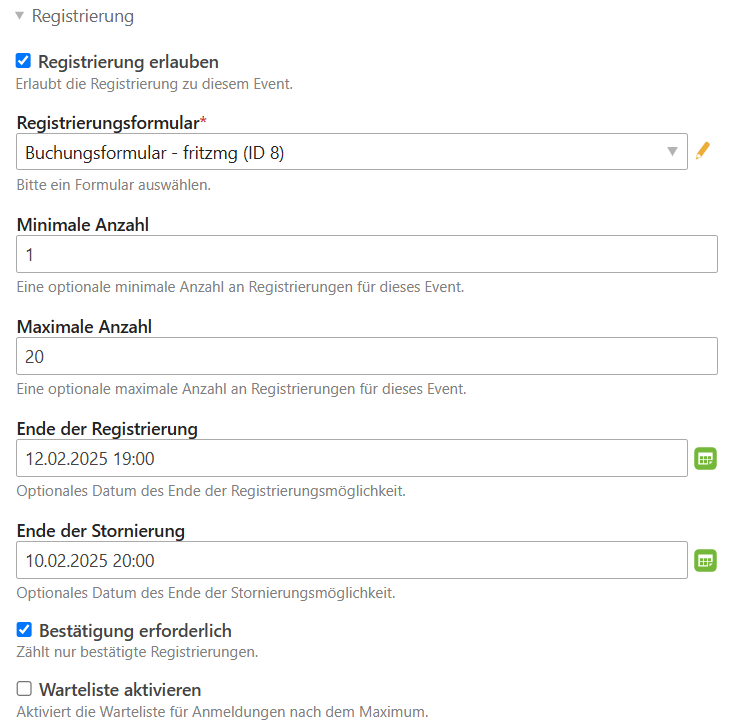 Registrierung
Registrierung erlauben
Erlaubt die Registrierung zu diesem Event.
Registrierungsformular*
Buchungsformular - fritzmg (ID 8)
Bitte ein Formular auswählen.
Minimale Anzahl
1
Eine optionale minimale Anzahl an Registrierungen für dieses Event.
Maximale Anzahl
20
Eine optionale maximale Anzahl an Registrierungen für dieses Event.
Ende der Registrierung
12.02.2025 19:00
Optionales Datum des Ende der Registrierungsmöglichkeit.
Ende der Stornierung
10.02.2025 20:00
Optionales Datum des Ende der Stornierungsmöglichkeit.
Bestätigung erforderlich
Zählt nur bestätigte Registrierungen.
Warteliste aktivieren
Aktiviert die Warteliste für Anmeldungen nach dem Maximum.